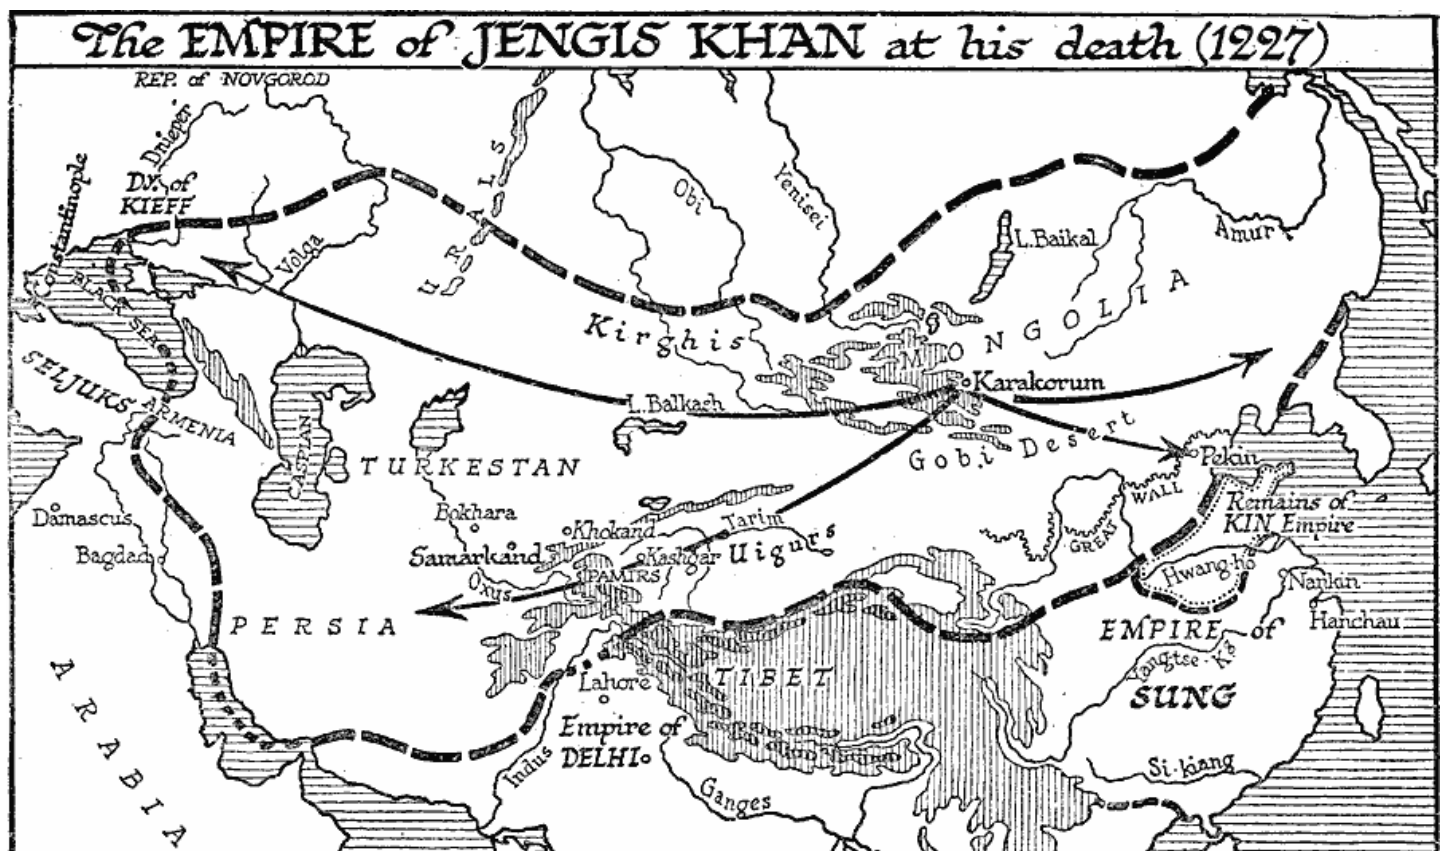 The EMPIRE of JENGIS KHAN at his death (1227)
REP. of NOVGOROD
Dnieper
Constantinople
DY. of
KIEFF
Volga
URALS
Obi
Yenisei
L. Baikal
Amur
BLACK SEA
Kirghis
MONGOLIA
SELJUKS
ARMENIA
CASPIAN
L. Balkash
Karakorum
TURKESTAN
Gobi Desert
Pekin
GREAT WALL
Remains of
KIN Empire
Damascus
Bagdad
Bokhara
Khokand
Samarkand
Kashgar
Tarim
Uigurs
PAMIRS
Oxus
Hwang-ho
Nankin
Hanchau
PERSIA
EMPIRE of
SUNG
Yangtse-Kg
ARABIA
Lahore
TIBET
Empire of
DELHI
Indus
Ganges
Si-kiang